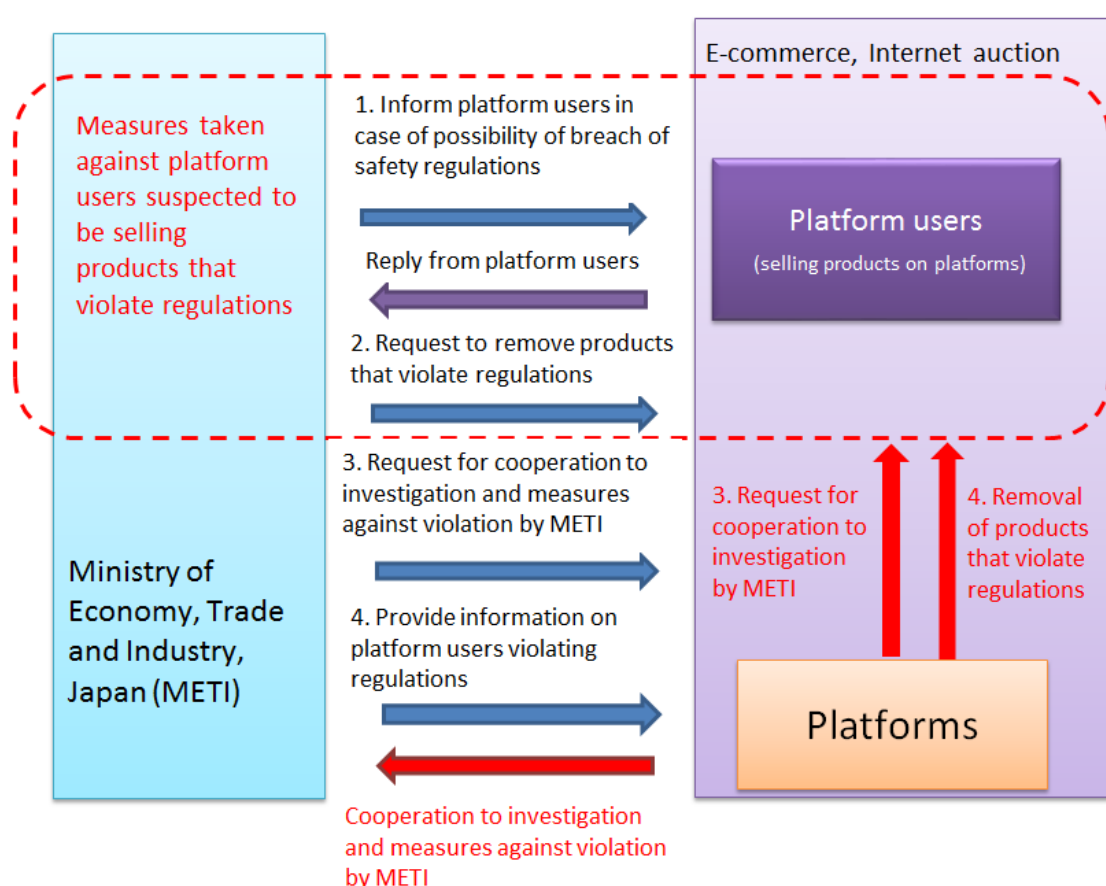 E-commerce, Internet auction
Measures taken
against platform
users suspected to
be selling
products that
violate regulations
1. Inform platform users in
case of possibility of breach of
safety regulations
Platform users
(selling products on platforms)
Reply from platform users
2. Request to remove products
that violate regulations
3. Request for cooperation to
investigation and measures
against violation by METI
3. Request for
cooperation to
investigation
by METI
4. Removal
of products
that violate
regulations
Ministry of
Economy, Trade
and Industry,
Japan (METI)
4. Provide information on
platform users violating
regulations
Platforms
Cooperation to investigation
and measures against violation
by METI